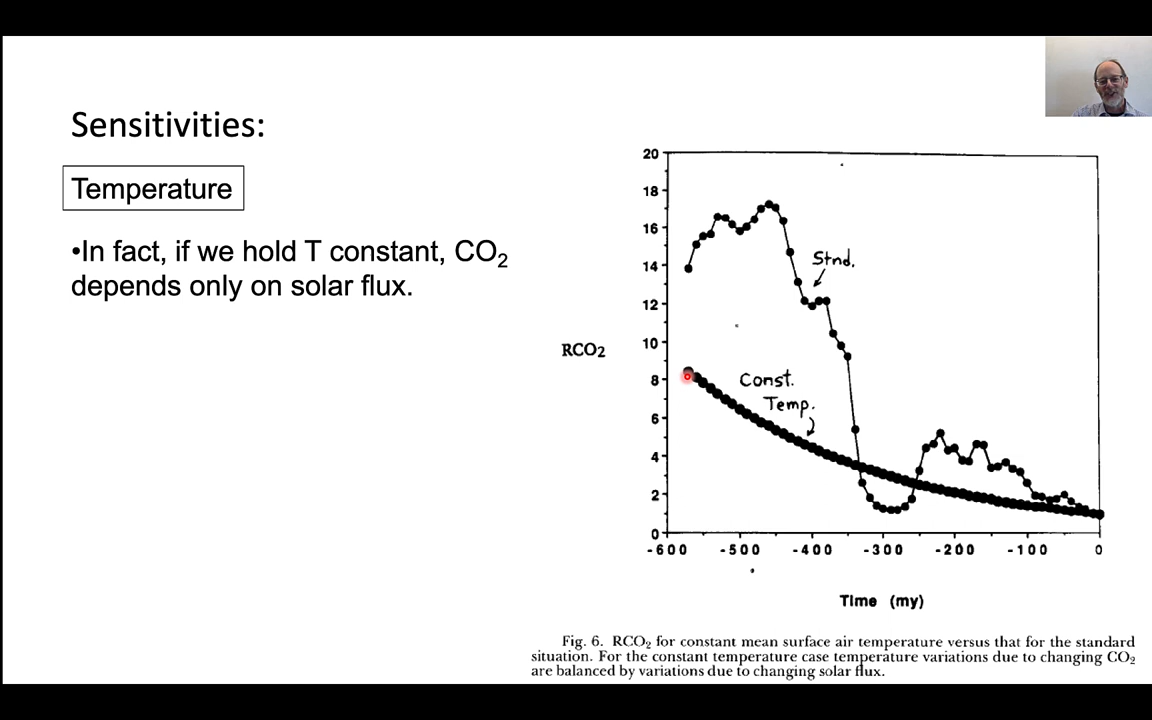 Sensitivities:
Temperature
•In fact, if we hold T constant, CO2
depends only on solar flux.
20
18
16
14
12
10
8
6
4
2
0
RCO2
Stnd.
Const.
Temp.
-600
-500
-400
-300
-200
-100
0
Time (my)
Fig. 6. RCO2 for constant mean surface air temperature versus that for the standard
situation. For the constant temperature case temperature variations due to changing CO2
are balanced by variations due to changing solar flux.